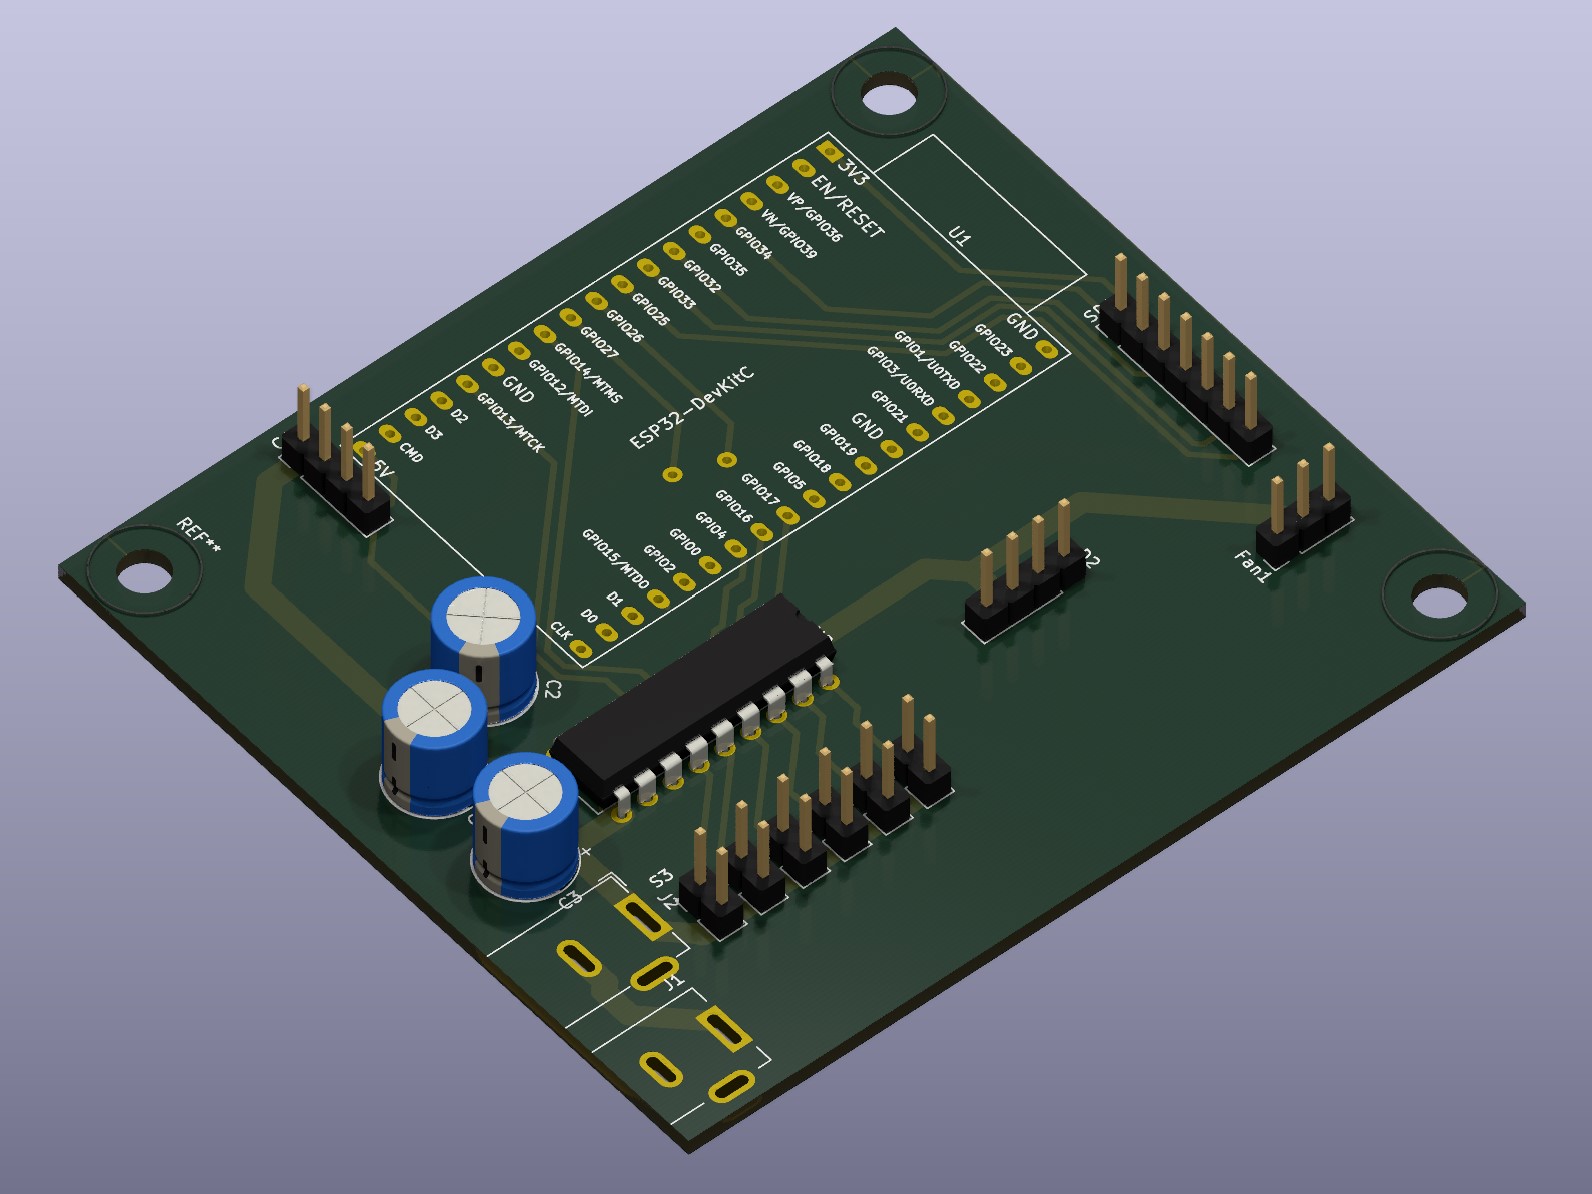 3V3
EN/RESET
VP/GPIO36
VN/GPIO39
GPIO34
GPIO35
GPIO32
GPIO33
GPIO25
GPIO26
GPIO27
GPIO14/MTMS
GPIO12/MTDI
GND
GPIO13/MTCK
D2
D3
CMD
5V
U1
ESP32-DevKitC
GND
GPIO23
GPIO22
GPIO1/U0TXD
GPIO3/U0RXD
GPIO21
GND
GPIO19
GPIO18
GPIO5
GPIO17
GPIO16
GPIO4
GPIO0
GPIO2
GPIO15/MTDO
D1
D0
CLK
REF**
Fan1
C2
+
C3
S3
J2
J1